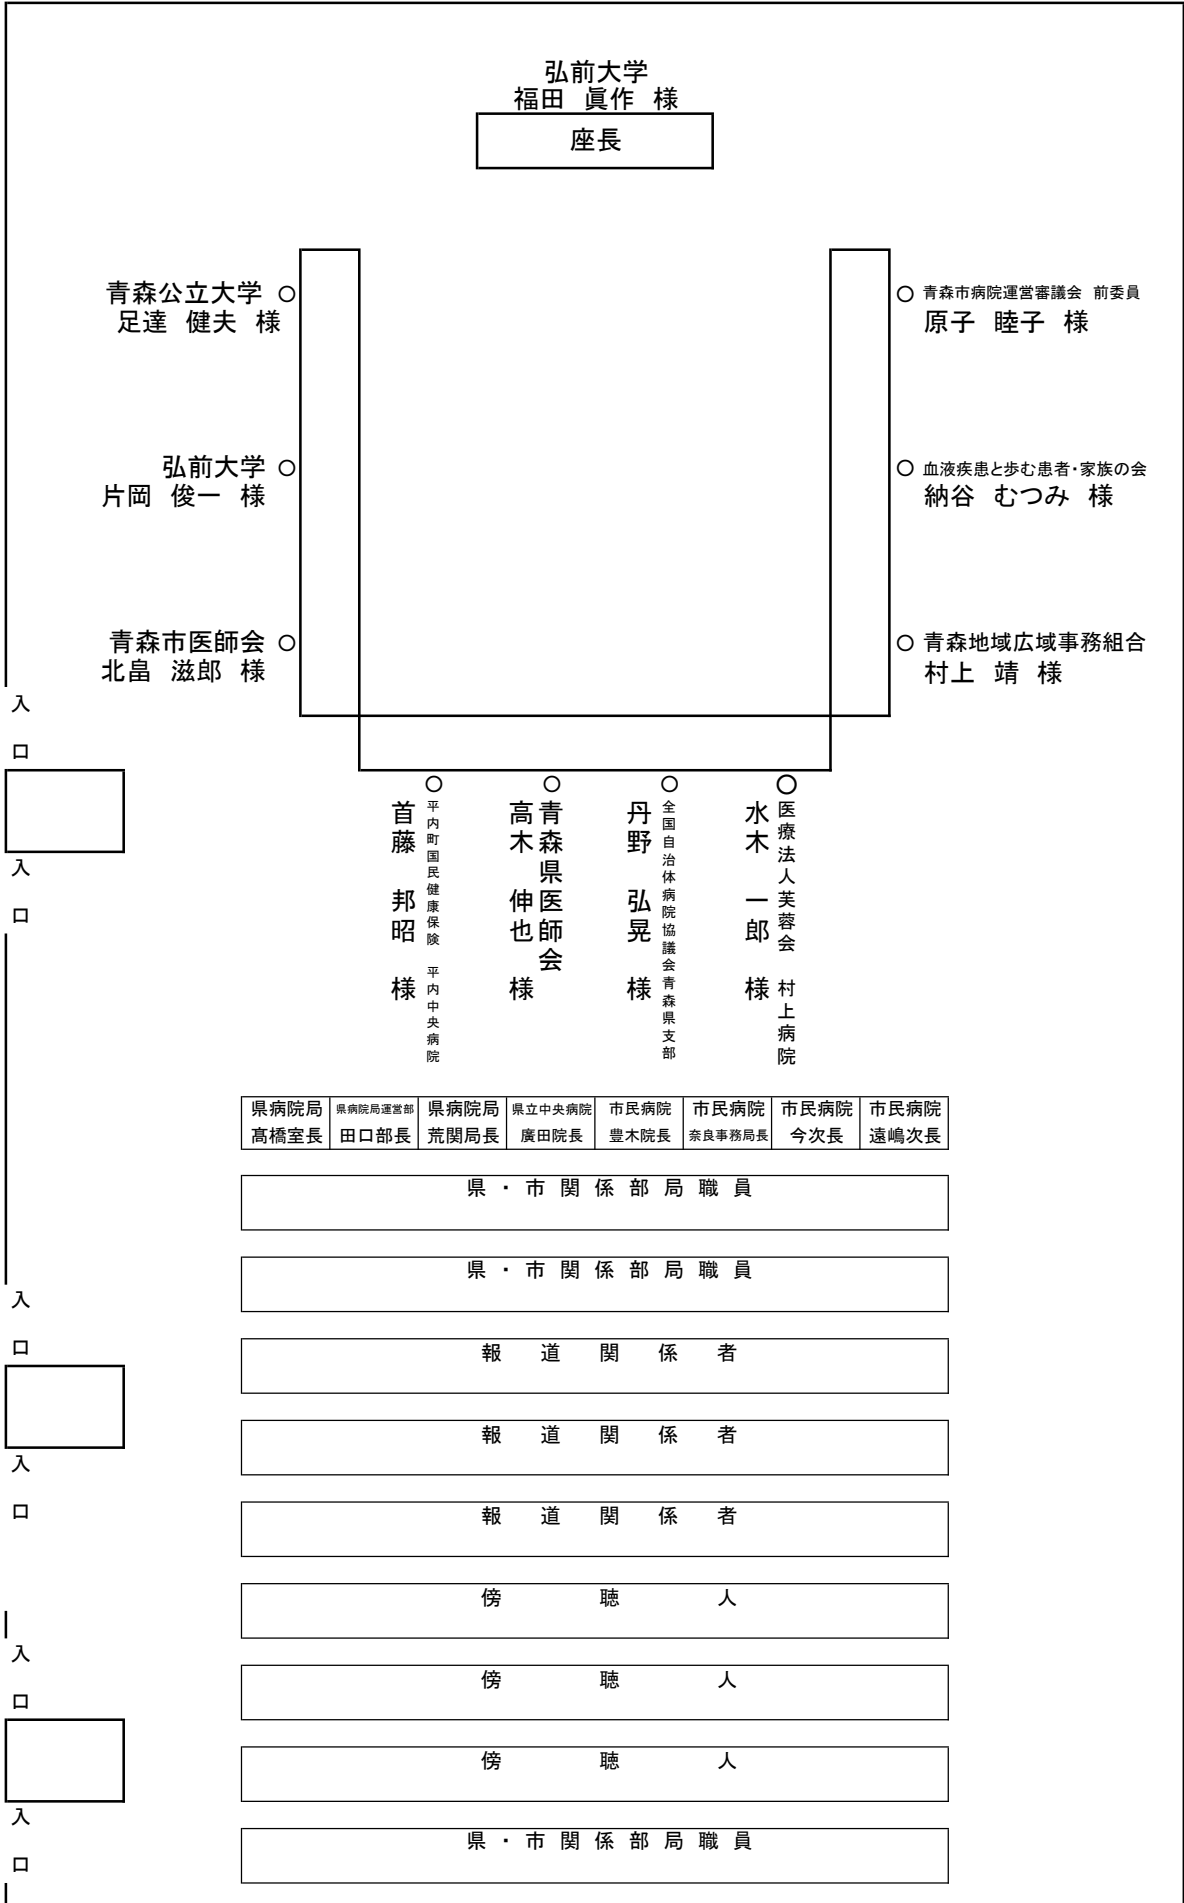 弘前大学
福田 眞作 様
座長
青森公立大学 ○
足達 健夫 様
○ 青森市病院運営審議会 前委員
原子 睦子 様
弘前大学 ○
片岡 俊一 様
○ 血液疾患と歩む患者・家族の会
納谷 むつみ 様
青森市医師会 ○
北畠 滋郎 様
○ 青森地域広域事務組合
村上 靖 様
入
口
入
口
○
平内町国民健康保険 平内中央病院
首藤 邦昭 様
○
青森県医師会
高木 伸也 様
○
全国自治体病院協議会青森県支部
丹野 弘晃 様
○
医療法人芙蓉会 村上病院
水木 一郎 様
県病院局
髙橋室長
県病院局運営部
田口部長
県病院局
荒関局長
県立中央病院
廣田院長
市民病院
豊木院長
市民病院
奈良事務局長
市民病院
今次長
市民病院
遠嶋次長
県・市関係部局職員
県・市関係部局職員
入
口
報道関係者
報道関係者
入
口
報道関係者
傍聴人
入
口
傍聴人
傍聴人
入
口
県・市関係部局職員